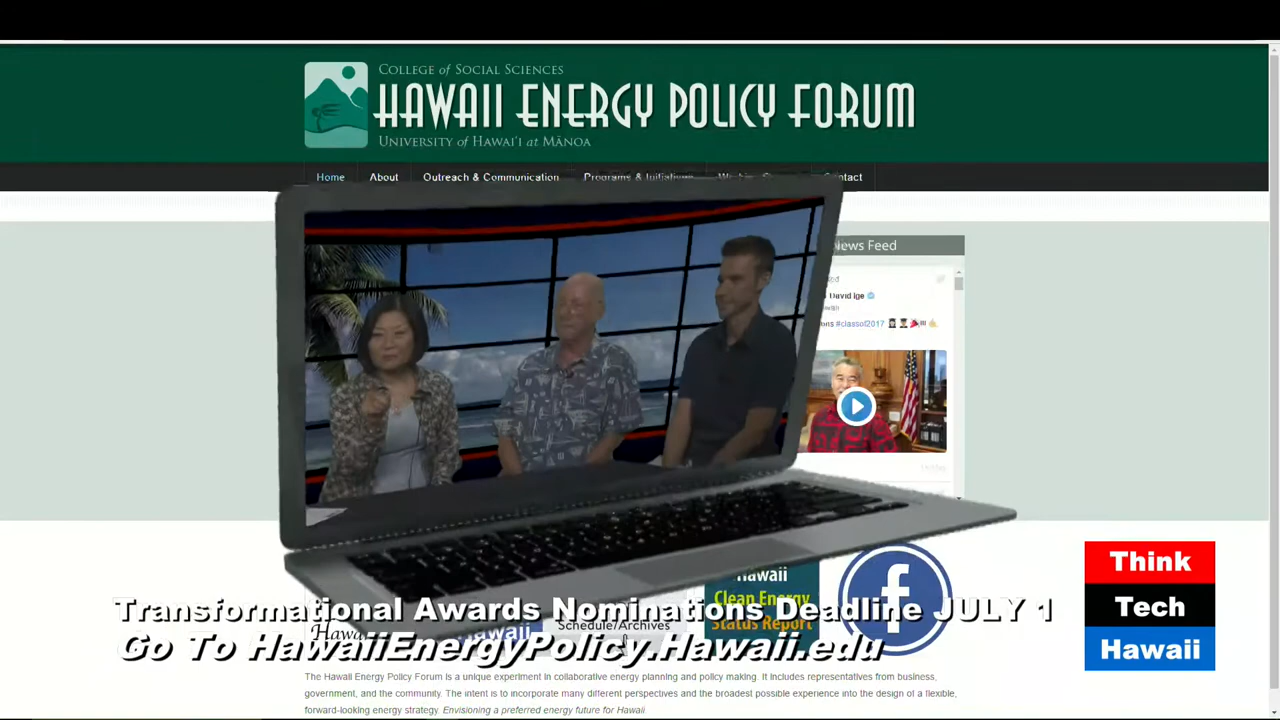 COLLEGE OF SOCIAL SCIENCES
HAWAII ENERGY POLICY FORUM
UNIVERSITY OF HAWAI'I AT MĀNOA
Home About Outreach & Communication Programs & Initiatives Contact
News Feed
David Ige
#classof2017
Think
Tech
Hawaii
Hawaii
Clean Energy
Status Report
Schedule/Archives
Hawaii
f
Transformational Awards Nominations Deadline JULY 1
Go To HawaiiEnergyPolicy.Hawaii.edu
The Hawaii Energy Policy Forum is a unique experiment in collaborative energy planning and policy making. It includes representatives from business,
government, and the community. The intent is to incorporate many different perspectives and the broadest possible experience into the design of a flexible,
forward-looking energy strategy. Envisioning a preferred energy future for Hawaii